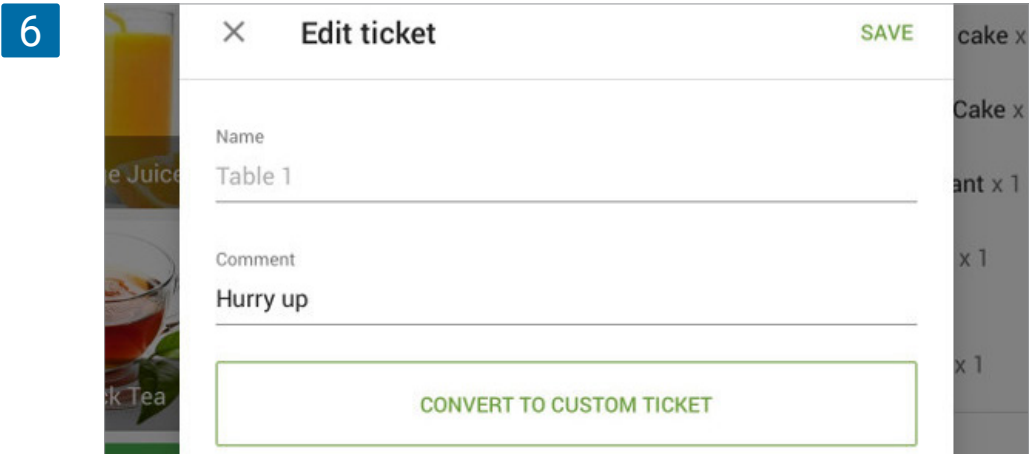 6
Edit ticket
SAVE
cake x
Cake x
Name
e Juice
Table 1
ant x 1
Comment
x 1
Hurry up
x 1
k Tea
CONVERT TO CUSTOM TICKET